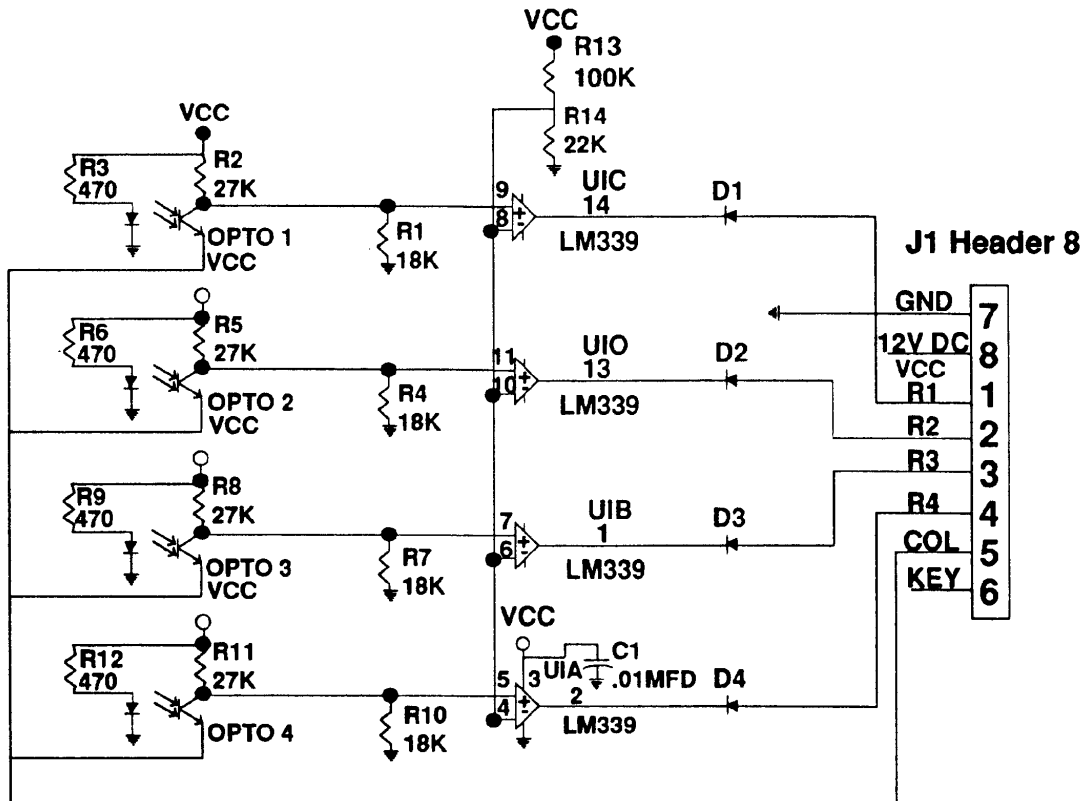 VCC
R13
100K
R14
22K
VCC
R3
470
R2
27K
OPTO 1
VCC
R1
18K
9
8
+
-
UIC
14
LM339
D1
J1 Header 8
R6
470
R5
27K
OPTO 2
VCC
R4
18K
11
10
+
-
UIO
13
LM339
D2
GND
7
12V DC
VCC
8
R1
1
R2
2
R3
3
R4
4
COL
5
KEY
6
R9
470
R8
27K
OPTO 3
VCC
R7
18K
7
6
+
-
UIB
1
LM339
D3
R12
470
R11
27K
OPTO 4
R10
18K
VCC
5
4
+
-
3
UIA
2
LM339
C1
.01MFD
D4